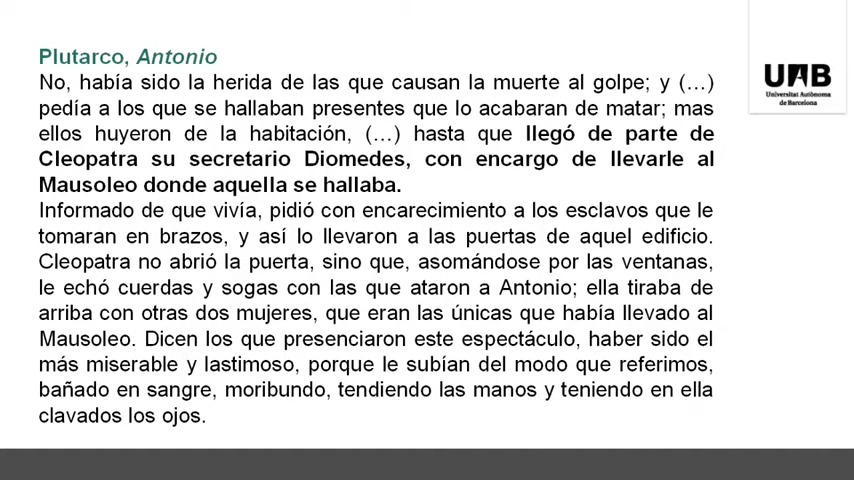 Plutarco, Antonio
No, había sido la herida de las que causan la muerte al golpe; y (...)
pedía a los que se hallaban presentes que lo acabaran de matar; mas
ellos huyeron de la habitación, (...) hasta que llegó de parte de
Cleopatra su secretario Diomedes, con encargo de llevarle al
Mausoleo donde aquella se hallaba.
Informado de que vivía, pidió con encarecimiento a los esclavos que le
tomaran en brazos, y así lo llevaron a las puertas de aquel edificio.
Cleopatra no abrió la puerta, sino que, asomándose por las ventanas,
le echó cuerdas y sogas con las que ataron a Antonio; ella tiraba de
arriba con otras dos mujeres, que eran las únicas que había llevado al
Mausoleo. Dicen los que presenciaron este espectáculo, haber sido el
más miserable y lastimoso, porque le subían del modo que referimos,
bañado en sangre, moribundo, tendiendo las manos y teniendo en ella
clavados los ojos.
UAB
Universitat Autònoma
de Barcelona